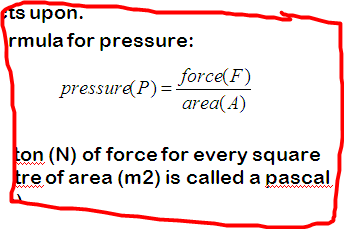 cts upon.
rmula for pressure:
pressure(P) = force(F) / area(A)
ton (N) of force for every square
tre of area (m2) is called a pascal
).